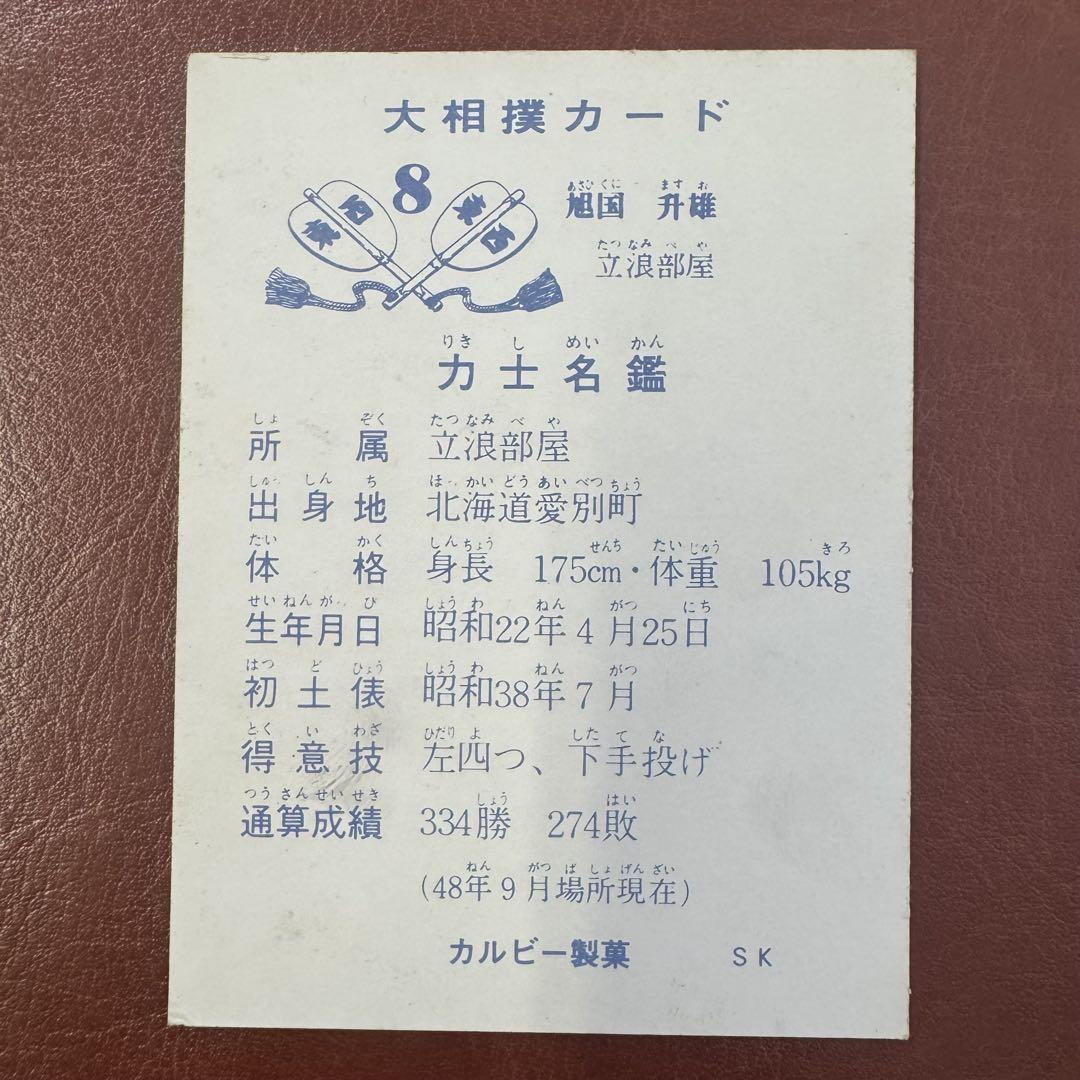 大相撲カード
8
東西
東西
あさひくに ますお
旭国 升雄
たつなみべや
立浪部屋
りきしめいかん
力士名鑑
しょぞく たつなみべや
所属 立浪部屋
しゅっしんち ほっかいどうあいべつちょう
出身地 北海道愛別町
たいかく しんちょう せんち たいじゅう きろ
体格 身長 175cm・体重 105kg
せいねんがっぴ しょうわ ねん がつ にち
生年月日 昭和22年4月25日
はつどひょう しょうわ ねん がつ
初土俵 昭和38年7月
とくいわざ ひだりよ したてな
得意技 左四つ、下手投げ
つうさんせいせき しょう はい
通算成績 334勝 274敗
ねん がつばしょげんざい
(48年9月場所現在)
カルビー製菓 SK